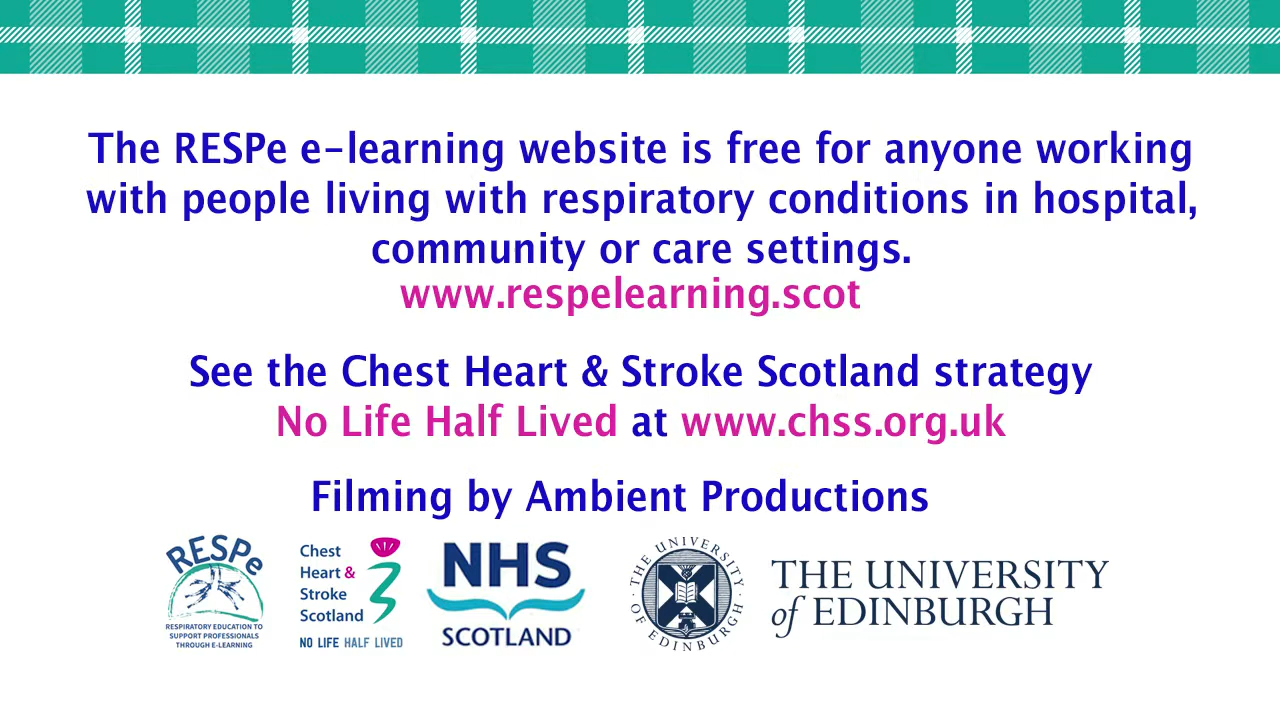 The RESPe e-learning website is free for anyone working
with people living with respiratory conditions in hospital,
community or care settings.
www.respelearning.scot
See the Chest Heart & Stroke Scotland strategy
No Life Half Lived at www.chss.org.uk
Filming by Ambient Productions
RESPe
RESPIRATORY EDUCATION TO
SUPPORT PROFESSIONALS
THROUGH E-LEARNING
Chest
Heart &
Stroke
Scotland
NO LIFE HALF LIVED
NHS
SCOTLAND
THE UNIVERSITY OF EDINBURGH
THE UNIVERSITY
of EDINBURGH